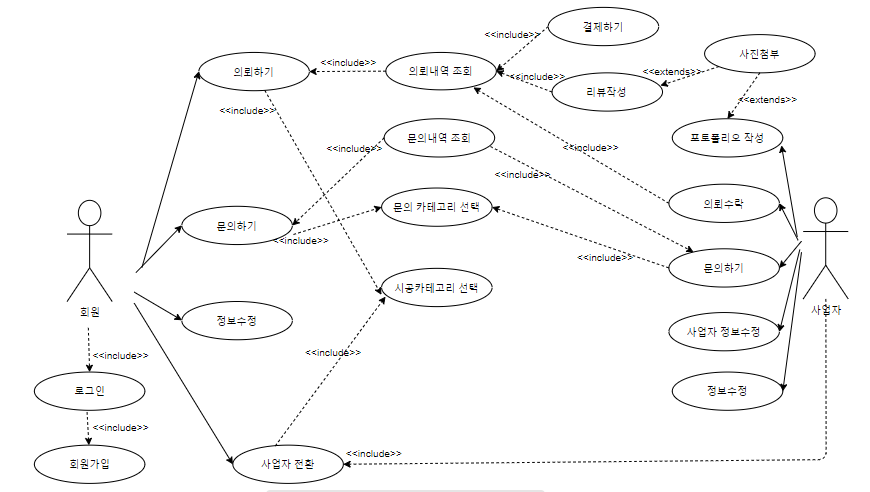 결제하기
<<include>>
사진첨부
의뢰하기
<<include>>
의뢰내역 조회
<<extends>>
<<include>>
리뷰작성
<<extends>>
<<include>>
문의내역 조회
포토폴리오 작성
<<include>>
<<include>>
<<include>>
문의 카테고리 선택
의뢰수락
문의하기
<<include>>
<<include>>
문의하기
시공카테고리 선택
회원
정보수정
사업자
사업자 정보수정
<<include>>
<<include>>
로그인
정보수정
<<include>>
<<include>>
회원가입
사업자 전환